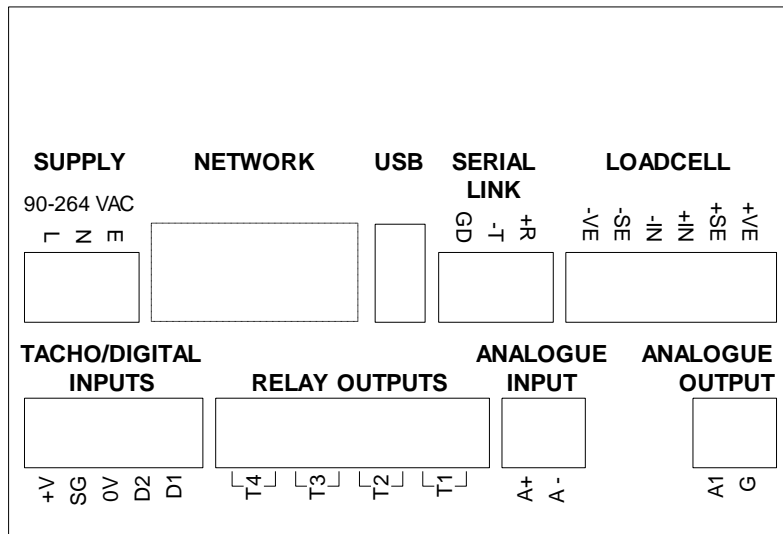 SUPPLY
NETWORK
USB
SERIAL
LINK
LOADCELL
90-264 VAC
L
N
E
GD
-T
+R
-VE
-SE
-IN
+IN
+SE
+VE
TACHO/DIGITAL
INPUTS
RELAY OUTPUTS
ANALOGUE
INPUT
ANALOGUE
OUTPUT
+V
SG
0V
D2
D1
T4
T3
T2
T1
A+
A -
A1
G